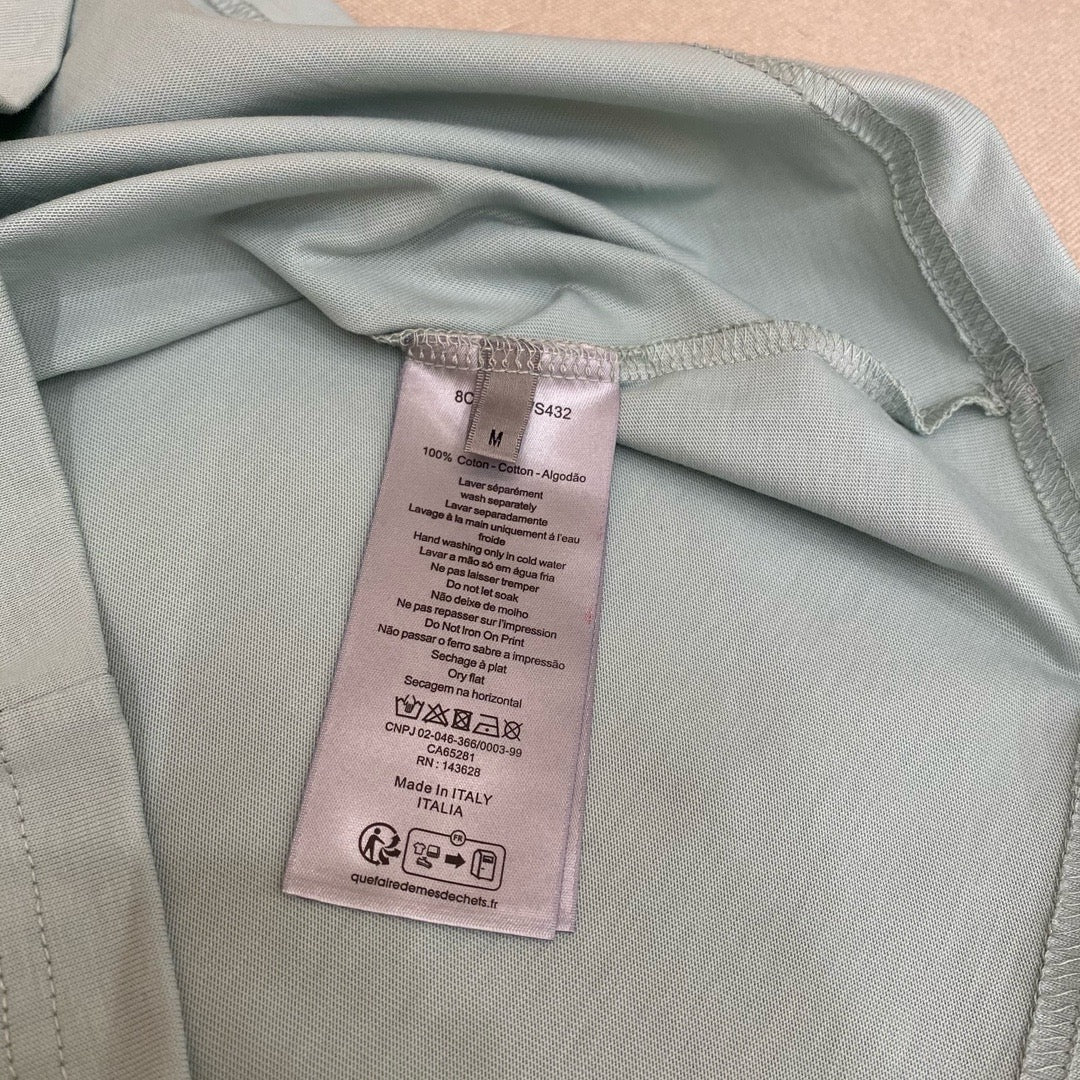 8C
/S432
M
100% Coton - Cotton - Algodão
Laver séparément
wash separately
Lavar separadamente
Lavage à la main uniquement á l'eau
froide
Hand washing only in cold water
Lavar a mão só em água fria
Ne pas laisser tremper
Do not let soak
Não deixe de molho
Ne pas repasser sur l'impression
Do Not Iron On Print
Não passar o ferro sabre a impressão
Sechage á plat
Ory flat
Secagem na horizontal
CNPJ 02-046-366/0003-99
CA65281
RN : 143628
Made In ITALY
ITALIA
FR
quefairedemesdechets.fr